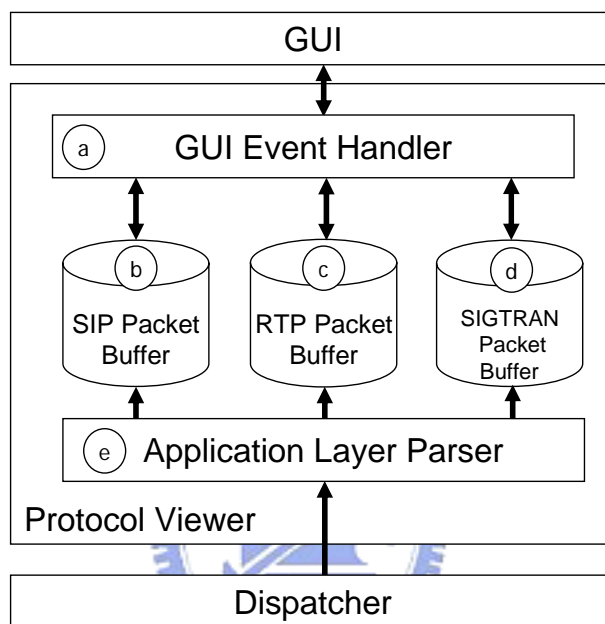 GUI
a
GUI Event Handler
b
SIP Packet
Buffer
c
RTP Packet
Buffer
d
SIGTRAN
Packet
Buffer
e
Application Layer Parser
Protocol Viewer
Dispatcher